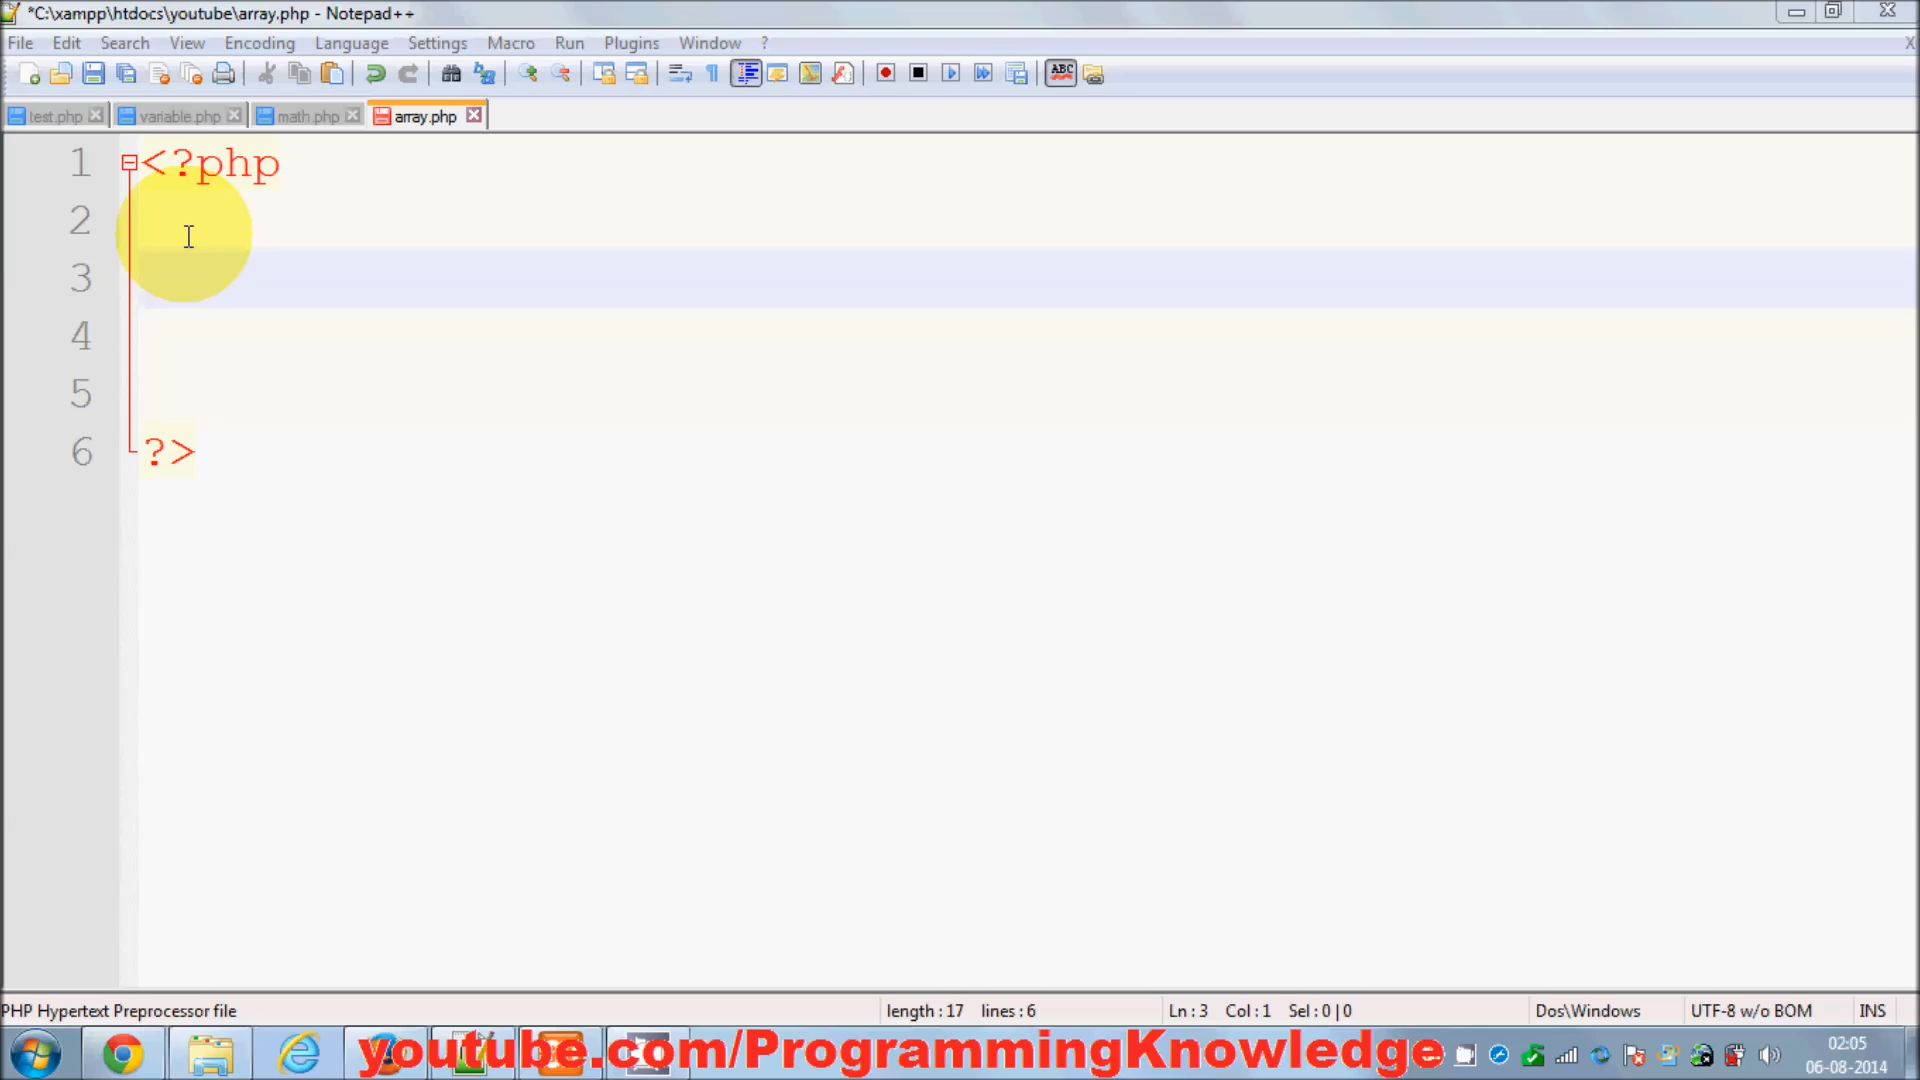 *C:\xampp\htdocs\youtube\array.php - Notepad++
File Edit Search View Encoding Language Settings Macro Run Plugins Window ? X
ABC
test.php variable.php math.php array.php
1 <?php
2
3
4
5
6 ?>
PHP Hypertext Preprocessor file length : 17 lines : 6 Ln : 3 Col : 1 Sel : 0 | 0 Dos\Windows UTF-8 w/o BOM INS
youtube.com/ProgrammingKnowledge
02:05
06-08-2014